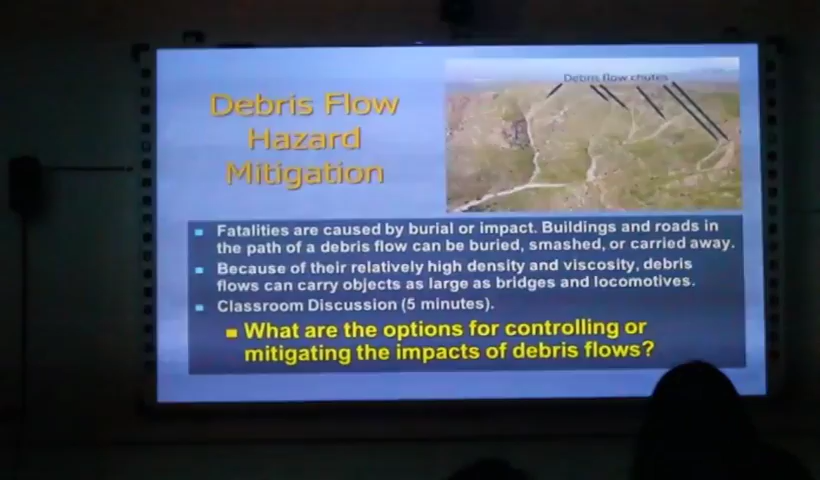 Debris Flow
Hazard
Mitigation
Debris flow chutes
Fatalities are caused by burial or impact. Buildings and roads in
the path of a debris flow can be buried, smashed, or carried away.
Because of their relatively high density and viscosity, debris
flows can carry objects as large as bridges and locomotives.
Classroom Discussion (5 minutes).
What are the options for controlling or
mitigating the impacts of debris flows?